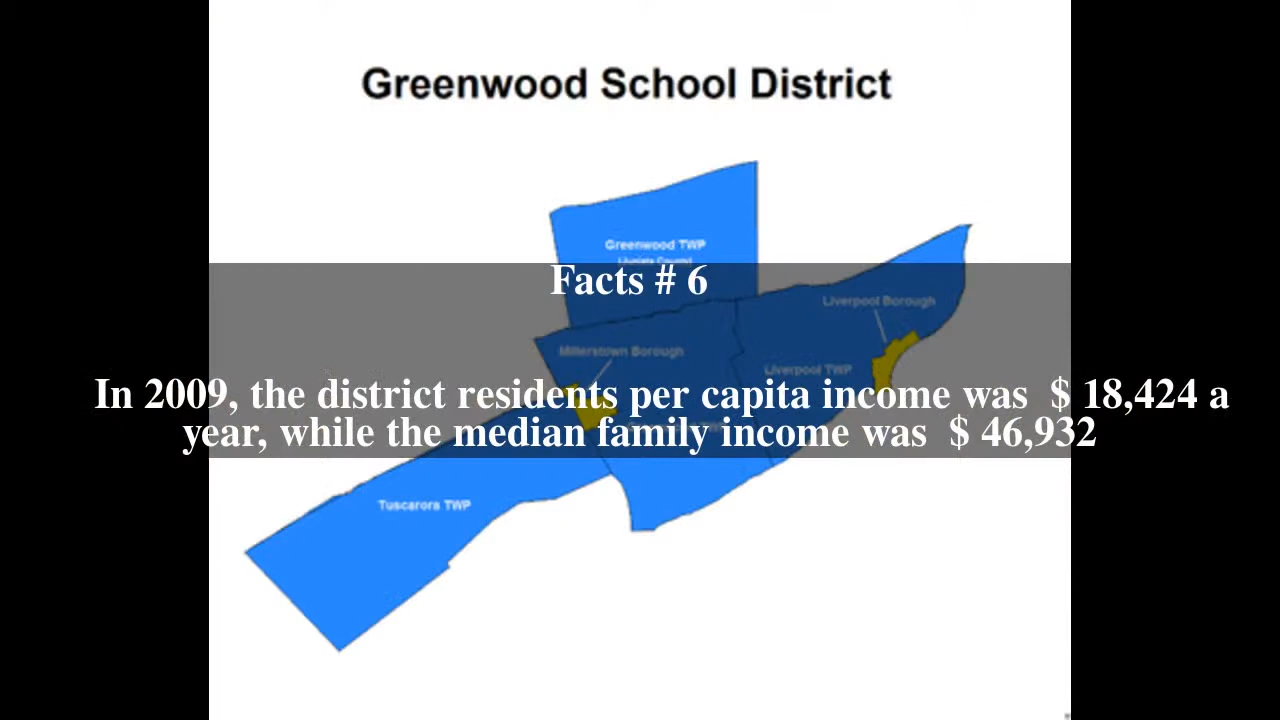 Greenwood School District
Greenwood TWP
Facts # 6
Liverpool Borough
Millerstown Borough
Liverpool TWP
In 2009, the district residents per capita income was $ 18,424 a
year, while the median family income was $ 46,932
Tuscarora TWP